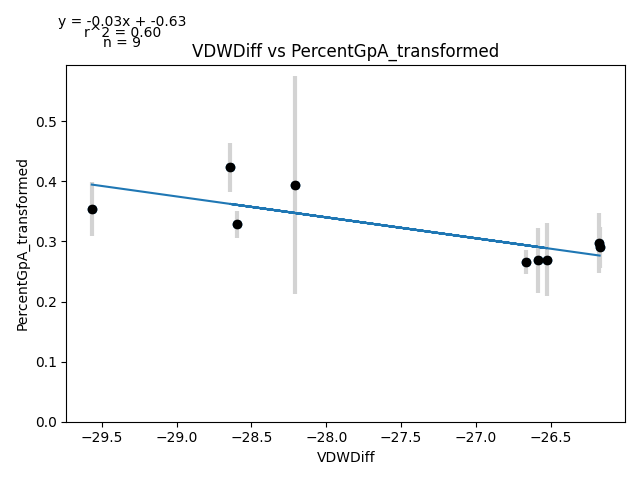 y = -0.03x + -0.63
r^2 = 0.60
n = 9
VDWDiff vs PercentGpA_transformed
PercentGpA_transformed
0.5
0.4
0.3
0.2
0.1
0.0
−29.5 −29.0 −28.5 −28.0 −27.5 −27.0 −26.5
VDWDiff